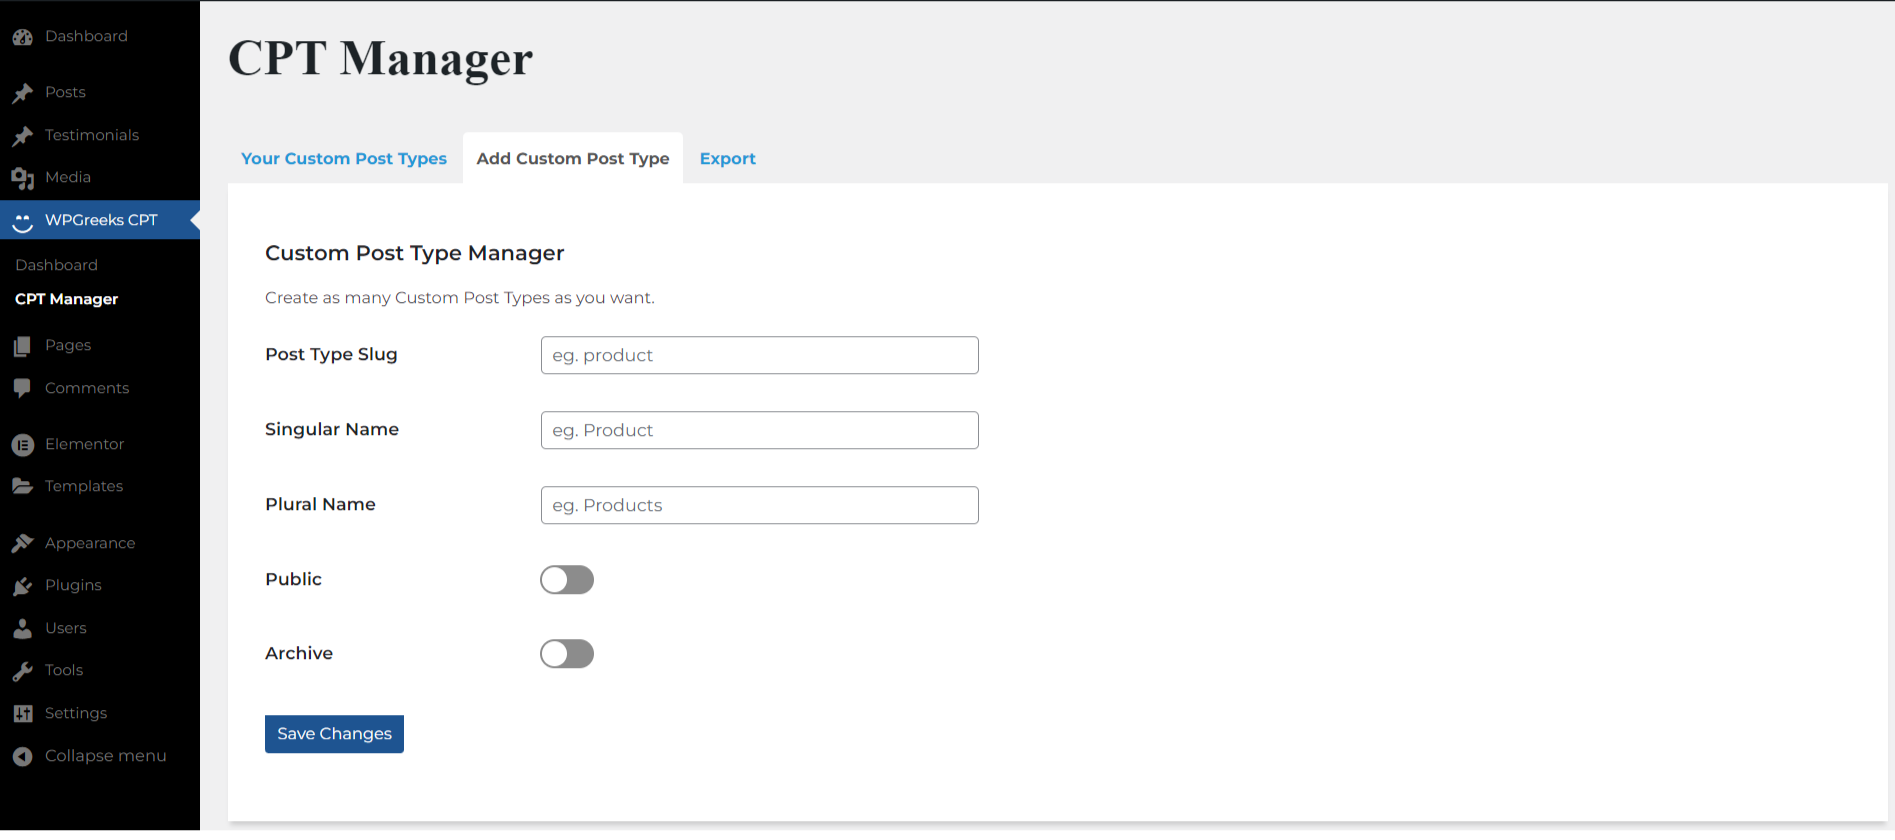 Dashboard
Posts
Testimonials
Media
WPGreeks CPT
Dashboard
CPT Manager
Pages
Comments
Elementor
Templates
Appearance
Plugins
Users
Tools
Settings
Collapse menu
CPT Manager
Your Custom Post Types
Add Custom Post Type
Export
Custom Post Type Manager
Create as many Custom Post Types as you want.
Post Type Slug
eg. product
Singular Name
eg. Product
Plural Name
eg. Products
Public
Archive
Save Changes